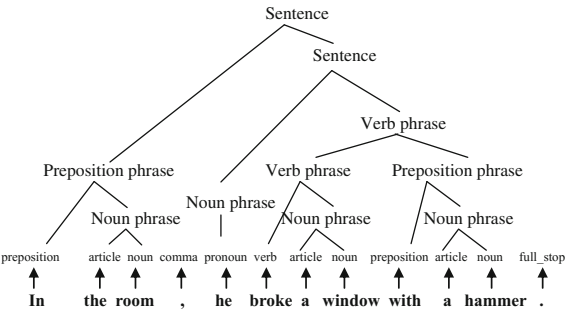 Sentence
Sentence
Verb phrase
Preposition phrase Verb phrase Preposition phrase
Noun phrase
Noun phrase Noun phrase Noun phrase
preposition article noun comma pronoun verb article noun preposition article noun full_stop
In the room , he broke a window with a hammer .